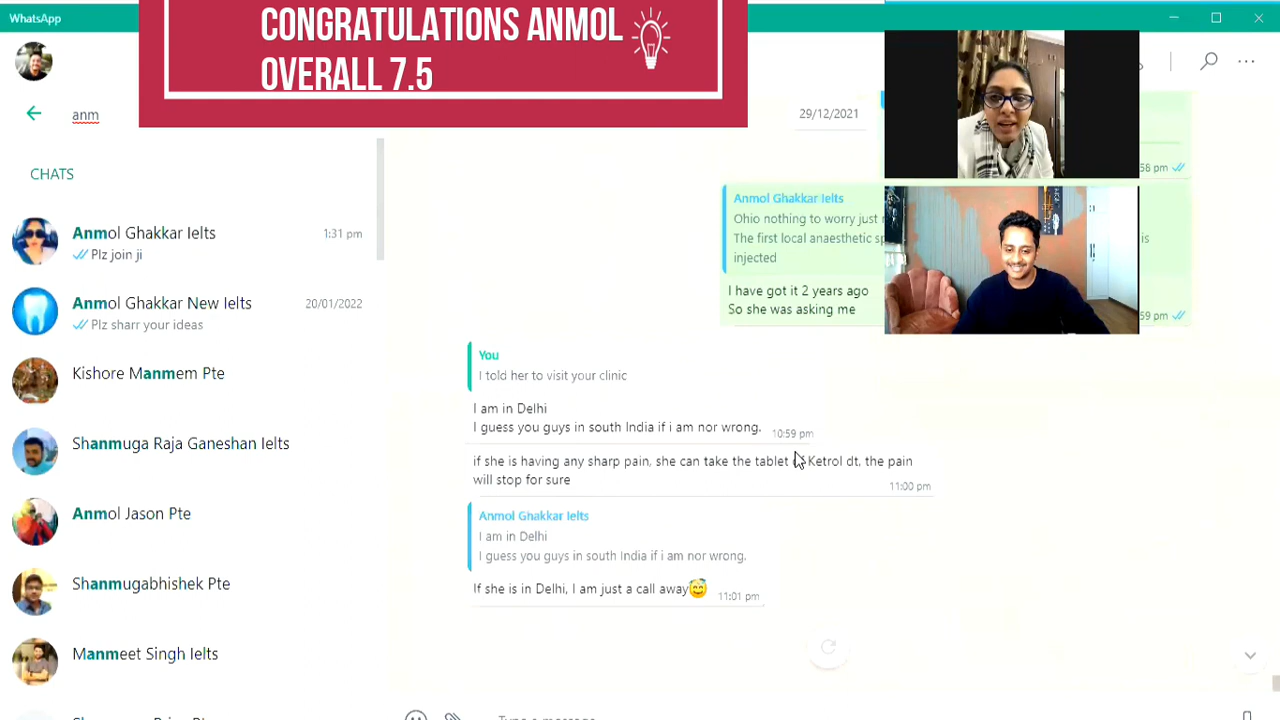 WhatsApp
CONGRATULATIONS ANMOL
OVERALL 7.5
anm
CHATS
Anmol Ghakkar Ielts
1:31 pm
Plz join ji
Anmol Ghakkar New Ielts
20/01/2022
Plz sharr your ideas
Kishore Manmem Pte
Shanmuga Raja Ganeshan Ielts
Anmol Jason Pte
Shanmugabhishek Pte
Manmeet Singh Ielts
29/12/2021
58 pm
Anmol Ghakkar Ielts
Ohio nothing to worry just
The first local anaesthetic
is
injected
I have got it 2 years ago
So she was asking me
59 pm
You
I told her to visit your clinic
I am in Delhi
I guess you guys in south India if i am nor wrong.
10:59 pm
if she is having any sharp pain, she can take the tablet Ketrol dt, the pain
will stop for sure
11:00 pm
Anmol Ghakkar Ielts
I am in Delhi
I guess you guys in south India if i am nor wrong.
If she is in Delhi, I am just a call away
11:01 pm
Type a message